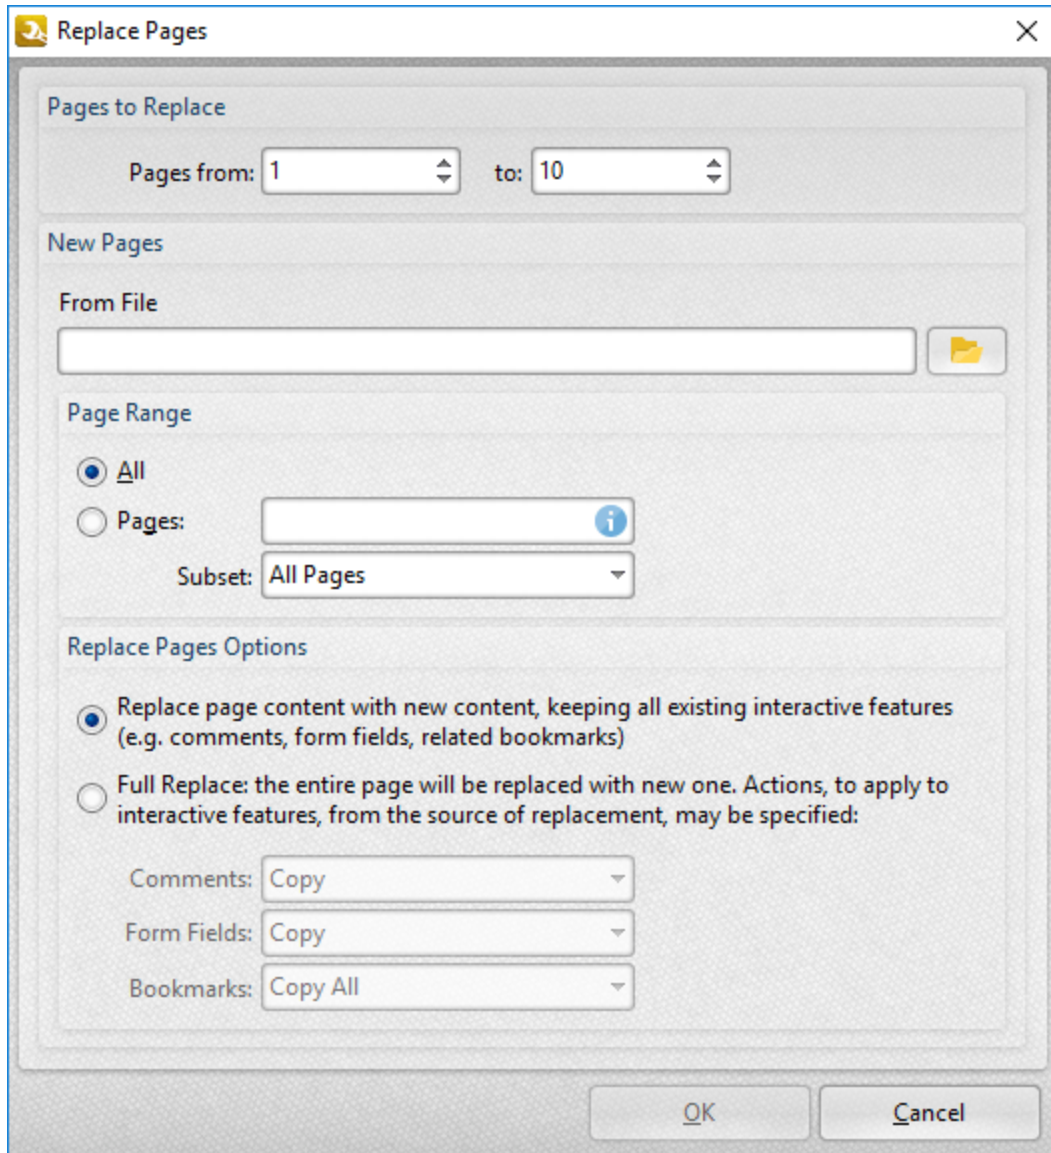 Replace Pages
Pages to Replace
Pages from: 1 to: 10
New Pages
From File
Page Range
All
Pages:
Subset: All Pages
Replace Pages Options
Replace page content with new content, keeping all existing interactive features
(e.g. comments, form fields, related bookmarks)
Full Replace: the entire page will be replaced with new one. Actions, to apply to
interactive features, from the source of replacement, may be specified:
Comments: Copy
Form Fields: Copy
Bookmarks: Copy All
OK Cancel